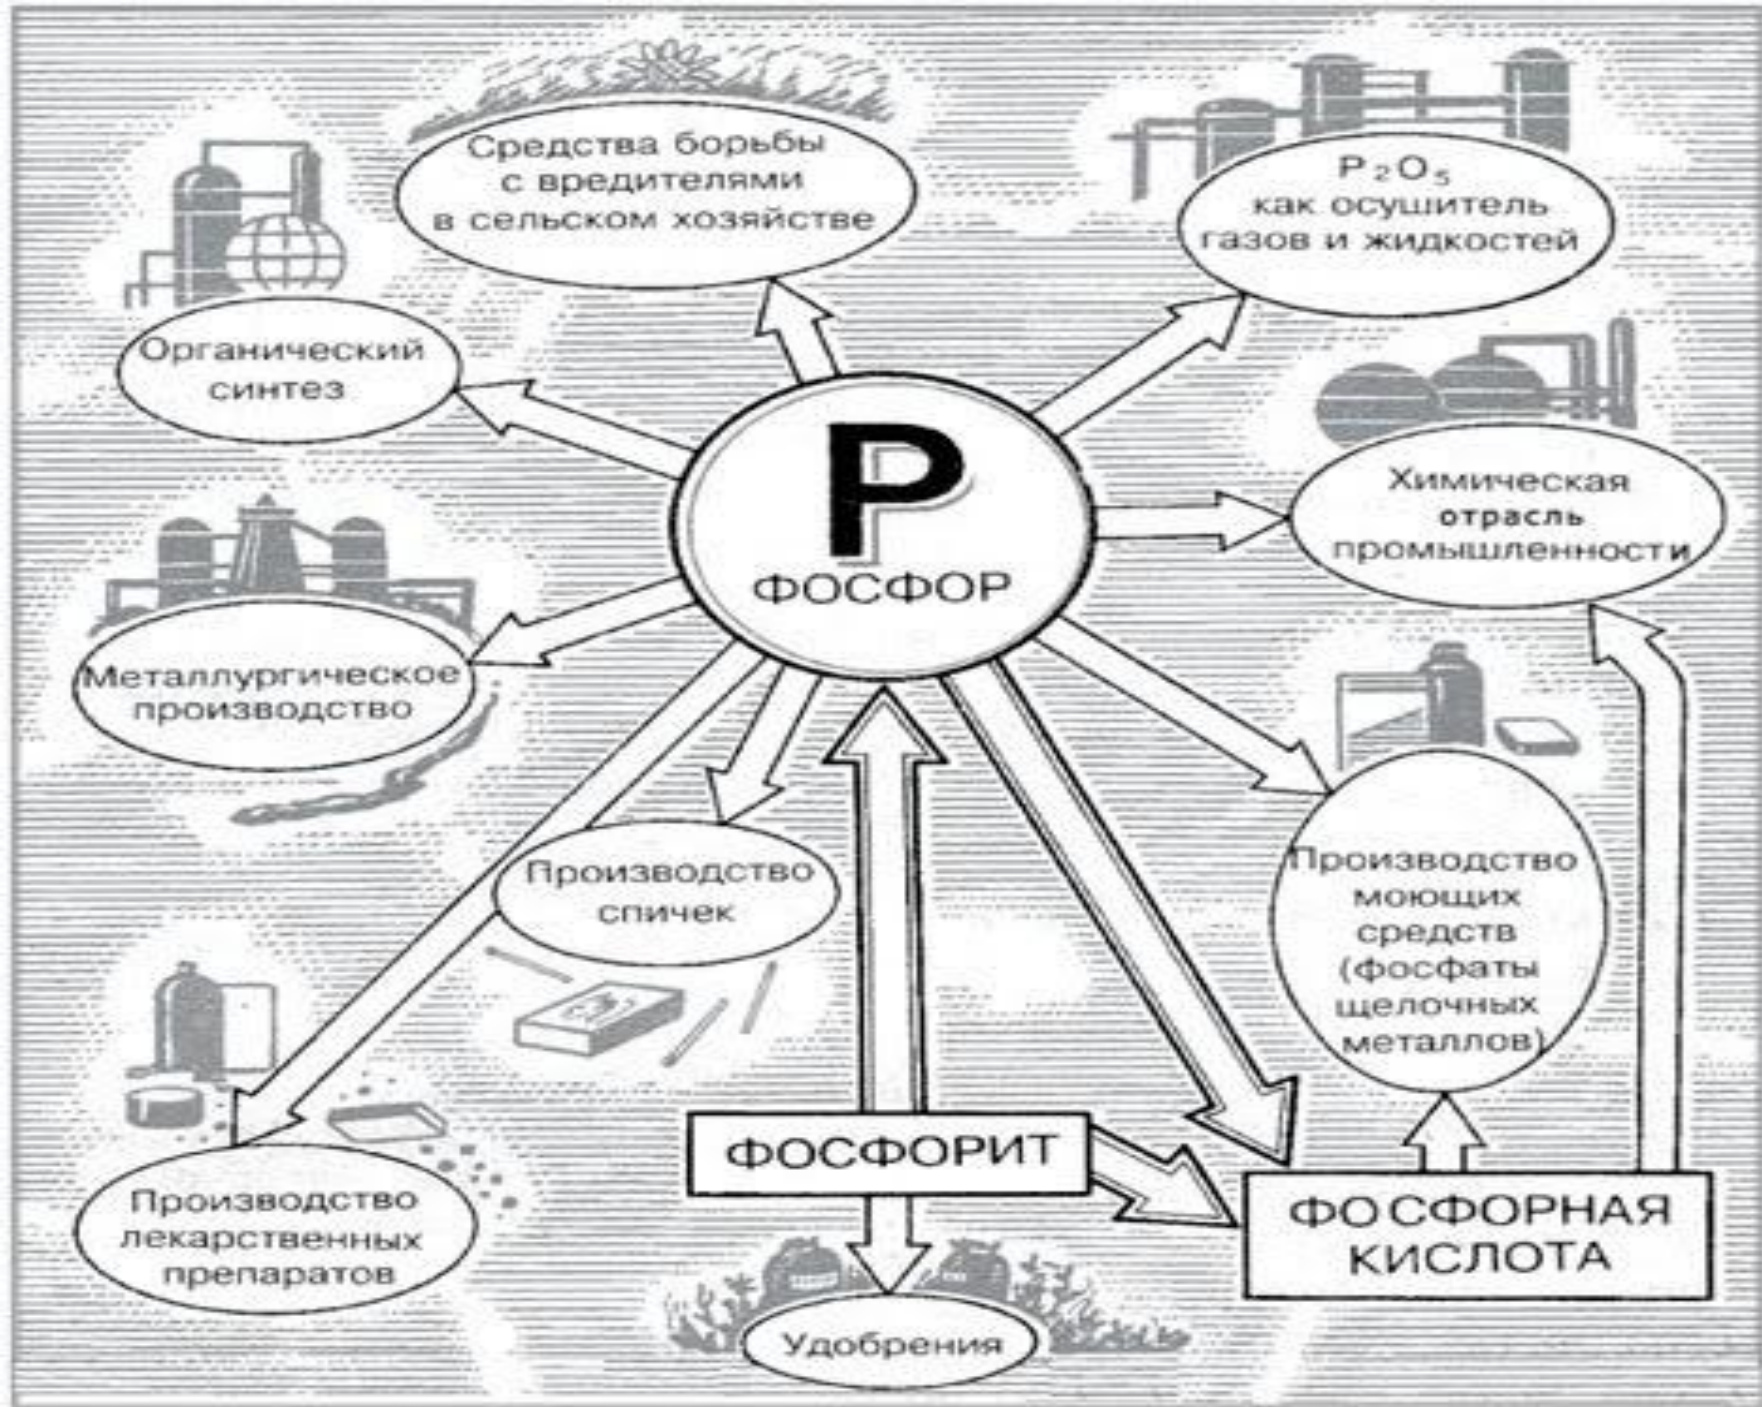 Средства борьбы
с вредителями
в сельском хозяйстве
P₂O₅
как осушитель
газов и жидкостей
Органический
синтез
P
ФОСФОР
Химическая
отрасль
промышленности
Металлургическое
производство
Производство
спичек
Производство
моющих
средств
(фосфаты
щелочных
металлов)
ФОСФОРИТ
ФОСФОРНАЯ
КИСЛОТА
Производство
лекарственных
препаратов
Удобрения